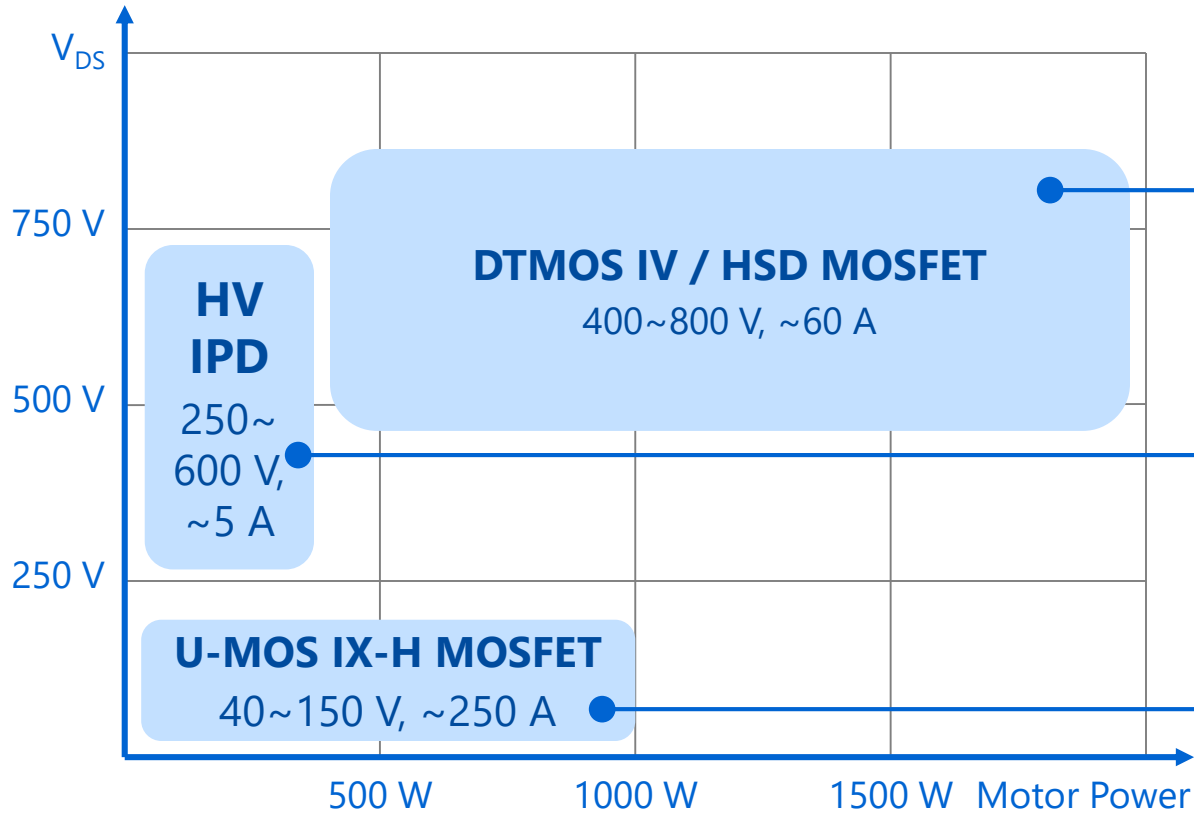 V_DS
750 V
500 V
250 V
DTMOS IV / HSD MOSFET
400~800 V, ~60 A
HV
IPD
250~
600 V,
~5 A
U-MOS IX-H MOSFET
40~150 V, ~250 A
500 W
1000 W
1500 W
Motor Power